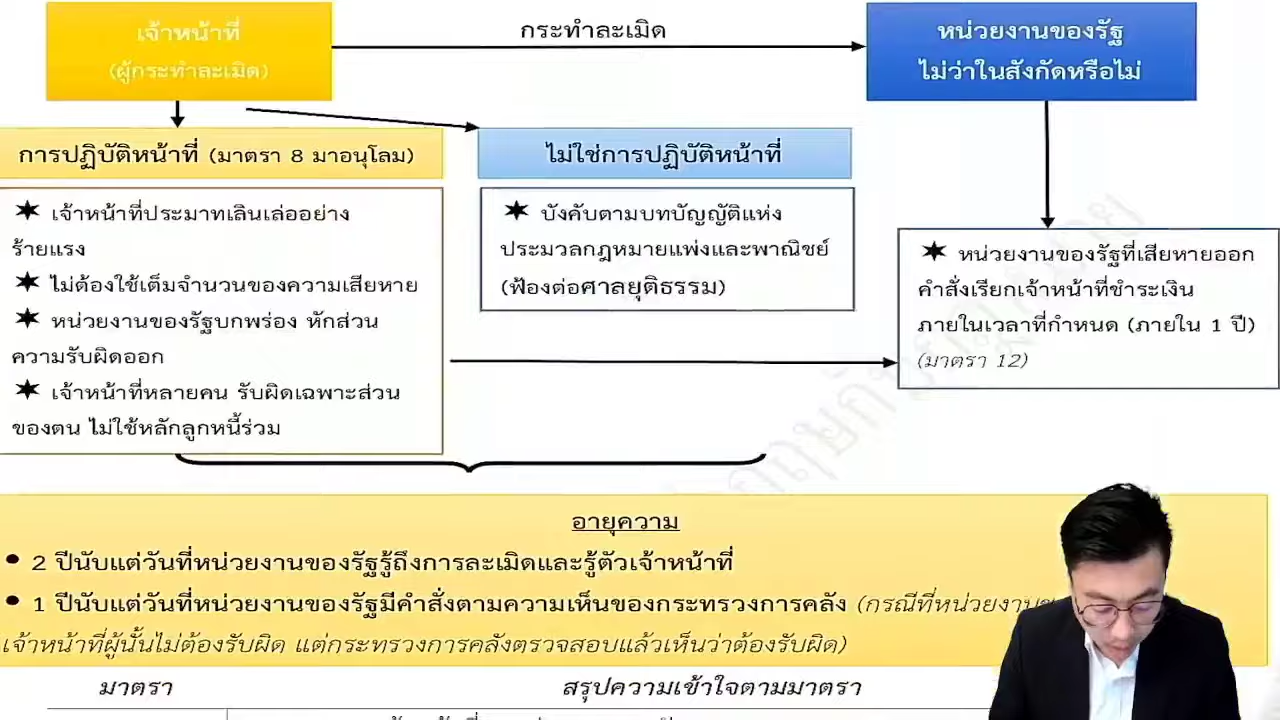 เจ้าหน้าที่
(ผู้กระทำละเมิด)
กระทำละเมิด
หน่วยงานของรัฐ
ไม่ว่าในสังกัดหรือไม่
การปฏิบัติหน้าที่ (มาตรา 8 มาอนุโลม)
ไม่ใช่การปฏิบัติหน้าที่
✶ เจ้าหน้าที่ประมาทเลินเล่ออย่าง
ร้ายแรง
✶ ไม่ต้องใช้เต็มจำนวนของความเสียหาย
✶ หน่วยงานของรัฐบกพร่อง หักส่วน
ความรับผิดออก
✶ เจ้าหน้าที่หลายคน รับผิดเฉพาะส่วน
ของตน ไม่ใช้หลักลูกหนี้ร่วม
✶ บังคับตามบทบัญญัติแห่ง
ประมวลกฎหมายแพ่งและพาณิชย์
(ฟ้องต่อศาลยุติธรรม)
✶ หน่วยงานของรัฐที่เสียหายออก
คำสั่งเรียกเจ้าหน้าที่ชำระเงิน
ภายในเวลาที่กำหนด (ภายใน 1 ปี)
(มาตรา 12)
อายุความ
• 2 ปีนับแต่วันที่หน่วยงานของรัฐรู้ถึงการละเมิดและรู้ตัวเจ้าหน้าที่
• 1 ปีนับแต่วันที่หน่วยงานของรัฐมีคำสั่งตามความเห็นของกระทรวงการคลัง (กรณีที่หน่วยงาน
เจ้าหน้าที่ผู้นั้นไม่ต้องรับผิด แต่กระทรวงการคลังตรวจสอบแล้วเห็นว่าต้องรับผิด)
มาตรา
สรุปความเข้าใจตามมาตรา